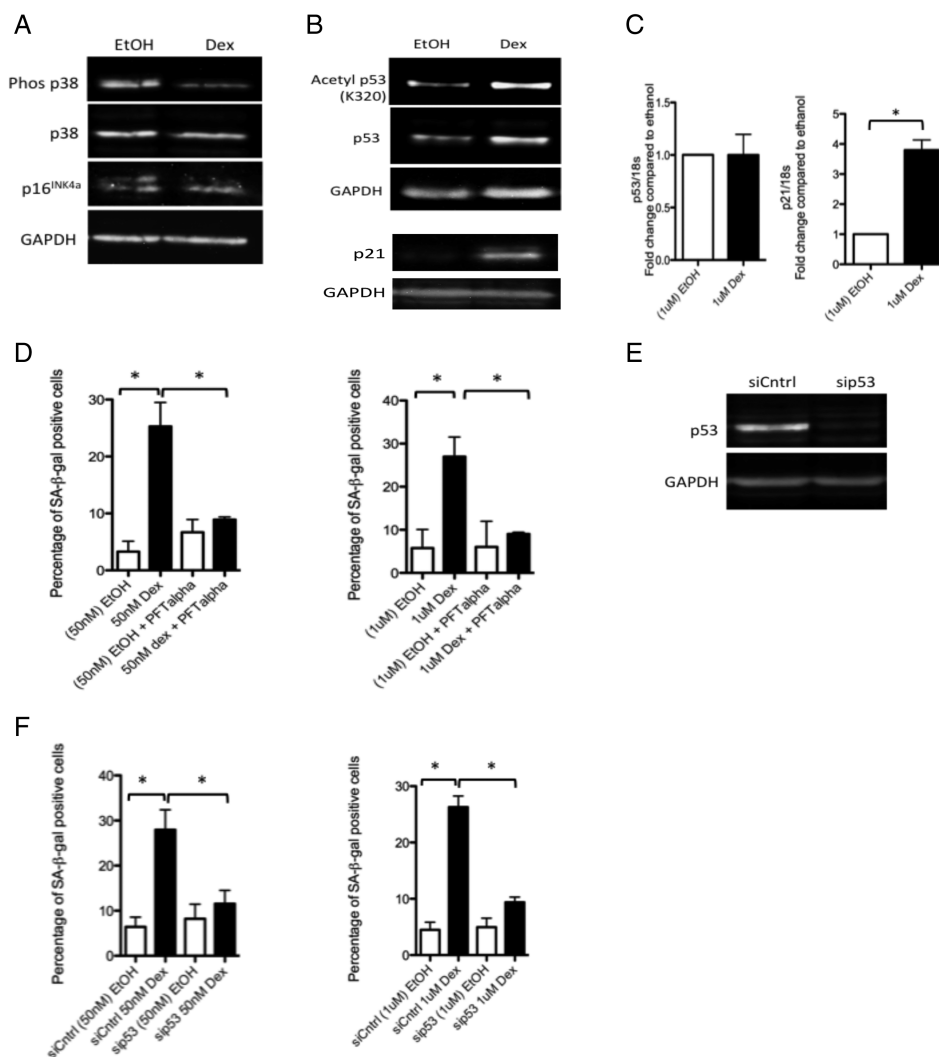 A
EtOH Dex
Phos p38
p38
p16INK4a
GAPDH
B
EtOH Dex
Acetyl p53
(K320)
p53
GAPDH
p21
GAPDH
C
p53/18s
Fold change compared to ethanol
1.5
1.0
0.5
0.0
(1uM) EtOH
1uM Dex
p21/18s
Fold change compared to ethanol
6
5
4
3
2
1
0
*
(1uM) EtOH
1uM Dex
D
Percentage of SA-β-gal positive cells
30
20
10
0
* *
(50nM) EtOH
50nM Dex
(50nM) EtOH + PFTalpha
50nM dex + PFTalpha
Percentage of SA-β-gal positive cells
40
30
20
10
0
* *
(1uM) EtOH
1uM Dex
(1uM) EtOH + PFTalpha
1uM Dex + PFTalpha
E
siCntrl sip53
p53
GAPDH
F
Percentage of SA-β-gal positive cells
40
30
20
10
0
* *
siCntrl (50nM) EtOH
siCntrl 50nM Dex
sip53 (50nM) EtOH
sip53 50nM Dex
Percentage of SA-β-gal positive cells
30
20
10
0
* *
siCntrl (1uM) EtOH
siCntrl 1uM Dex
sip53 (1uM) EtOH
sip53 1uM Dex